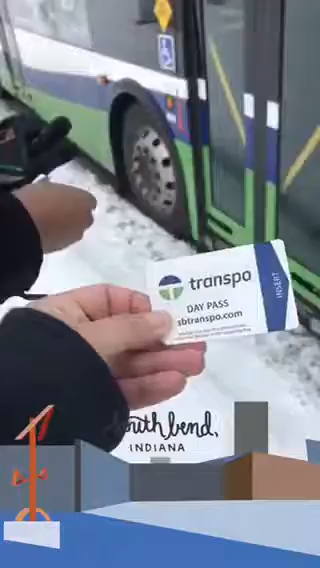 transpo
DAY PASS
sbtranspo.com
INSERT
South bend,
INDIANA